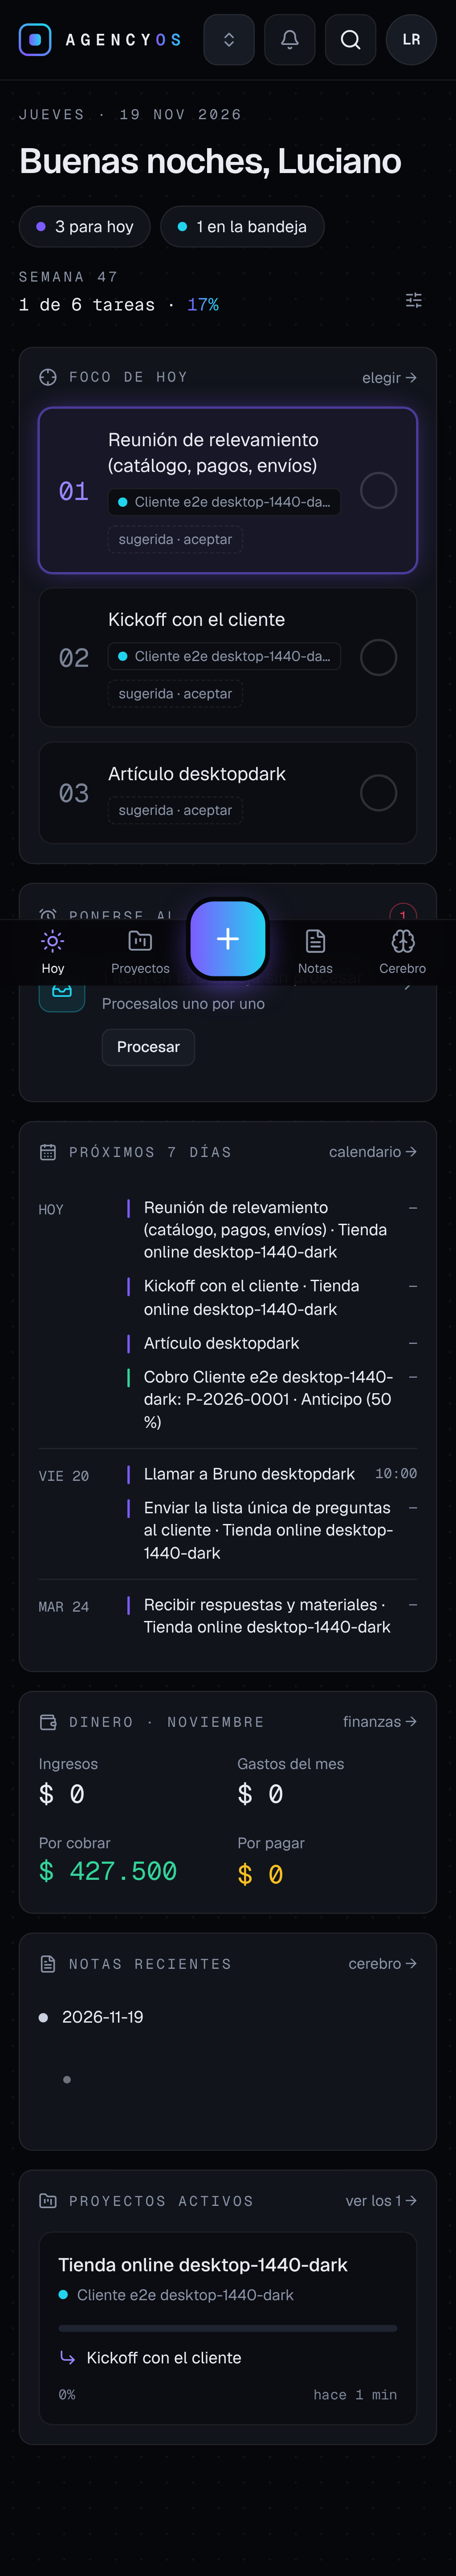 AGENCYOS
LR
JUEVES · 19 NOV 2026
Buenas noches, Luciano
3 para hoy
1 en la bandeja
SEMANA 47
1 de 6 tareas · 17%
FOCO DE HOY
elegir →
01
Reunión de relevamiento
(catálogo, pagos, envíos)
Cliente e2e desktop-1440-da...
sugerida · aceptar
02
Kickoff con el cliente
Cliente e2e desktop-1440-da...
sugerida · aceptar
03
Artículo desktopdark
sugerida · aceptar
PONERSE AL
1
Hoy
Proyectos
+
Notas
Cerebro
Procesalos uno por uno
Procesar
PRÓXIMOS 7 DÍAS
calendario →
HOY
Reunión de relevamiento
(catálogo, pagos, envíos) · Tienda
online desktop-1440-dark
—
Kickoff con el cliente · Tienda
online desktop-1440-dark
—
Artículo desktopdark
—
Cobro Cliente e2e desktop-1440-
dark: P-2026-0001 · Anticipo (50
%)
—
VIE 20
Llamar a Bruno desktopdark
10:00
Enviar la lista única de preguntas
al cliente · Tienda online desktop-
1440-dark
—
MAR 24
Recibir respuestas y materiales ·
Tienda online desktop-1440-dark
—
DINERO · NOVIEMBRE
finanzas →
Ingresos
$ 0
Gastos del mes
$ 0
Por cobrar
$ 427.500
Por pagar
$ 0
NOTAS RECIENTES
cerebro →
2026-11-19
PROYECTOS ACTIVOS
ver los 1 →
Tienda online desktop-1440-dark
Cliente e2e desktop-1440-dark
Kickoff con el cliente
0%
hace 1 min